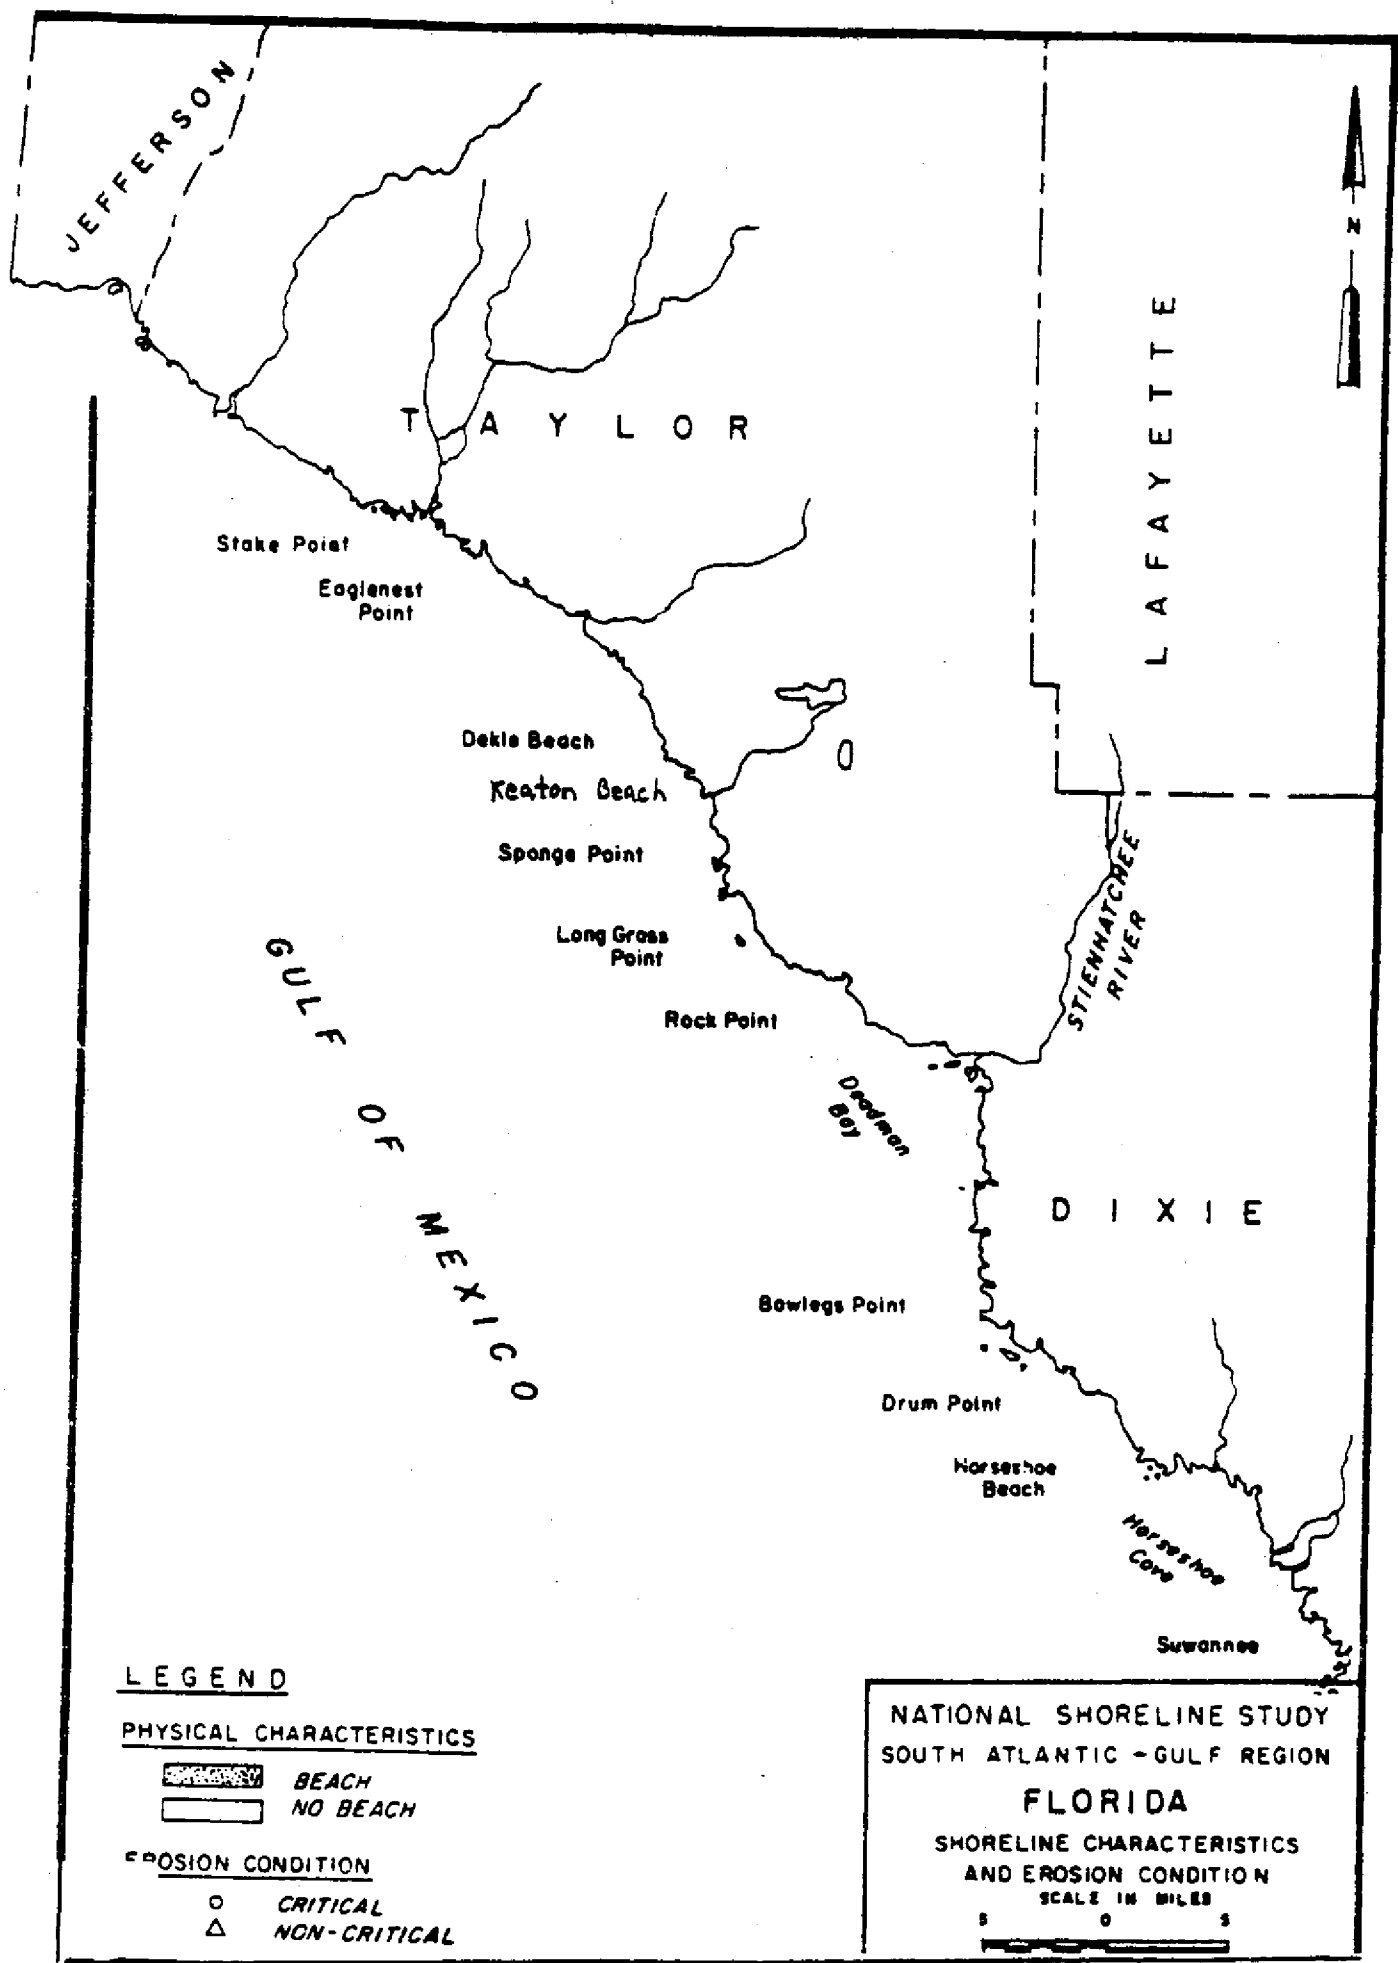 JEFFERSON
N
TAYLOR
LAFAYETTE
Stake Point
Eaglenest
Point
Dekle Beach
Keaton Beach
Sponge Point
Long Grass
Point
Rock Point
STIENHATCHEE
RIVER
GULF OF MEXICO
Deadman
Bay
DIXIE
Bowlegs Point
Drum Point
Horseshoe
Beach
Horseshoe
Cove
Suwannee
LEGEND
PHYSICAL CHARACTERISTICS
BEACH
NO BEACH
EROSION CONDITION
CRITICAL
NON-CRITICAL
NATIONAL SHORELINE STUDY
SOUTH ATLANTIC - GULF REGION
FLORIDA
SHORELINE CHARACTERISTICS
AND EROSION CONDITION
SCALE IN MILES
5 0 5